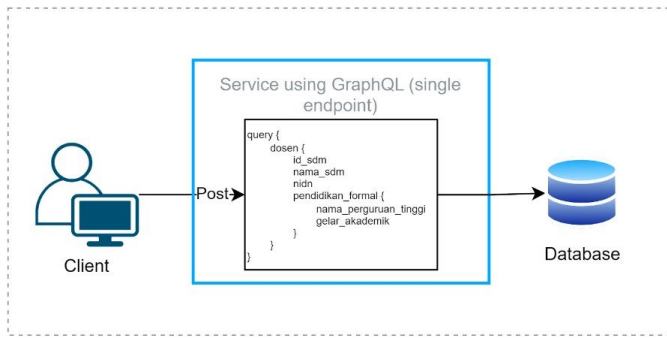 Service using GraphQL (single
endpoint)
query {
dosen {
id_sdm
nama_sdm
nidn
pendidikan_formal {
nama_perguruan_tinggi
gelar_akademik
}
}
}
Post
Client
Database